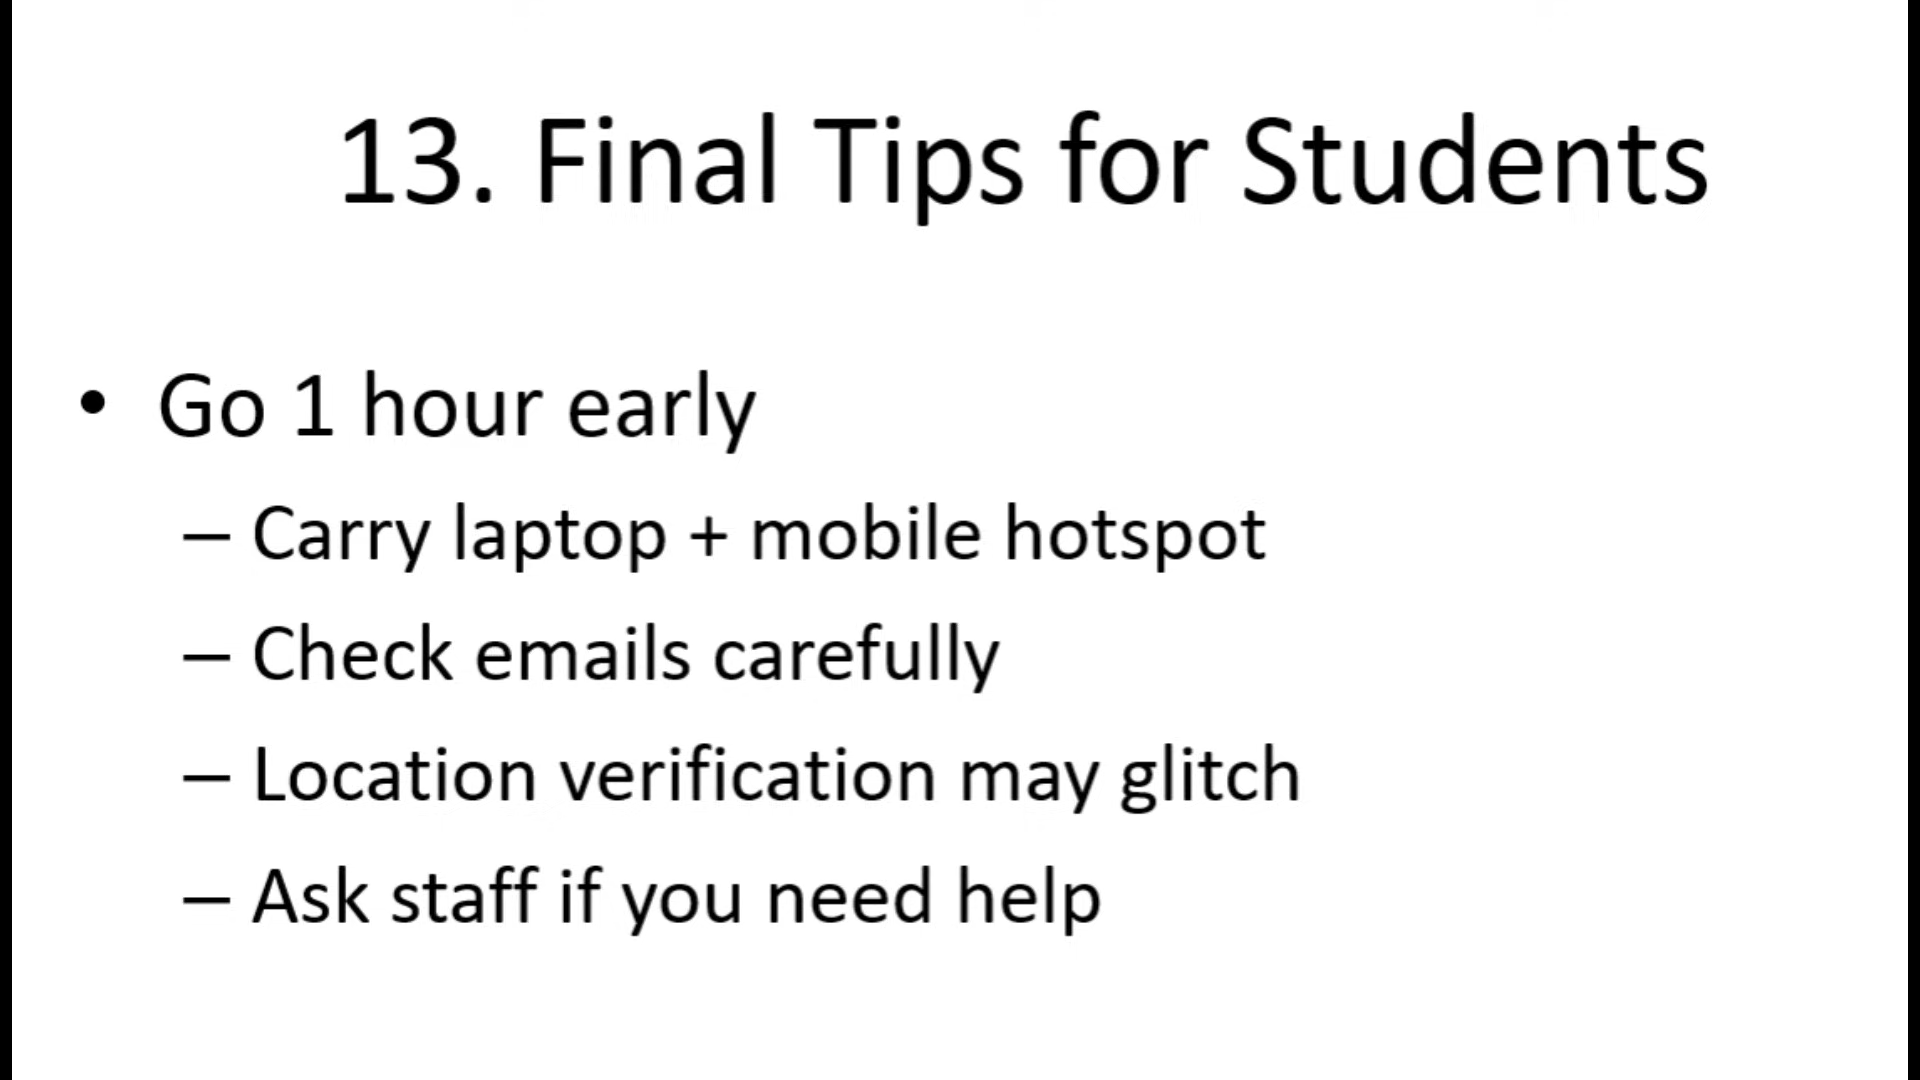 13. Final Tips for Students
• Go 1 hour early
– Carry laptop + mobile hotspot
– Check emails carefully
– Location verification may glitch
– Ask staff if you need help